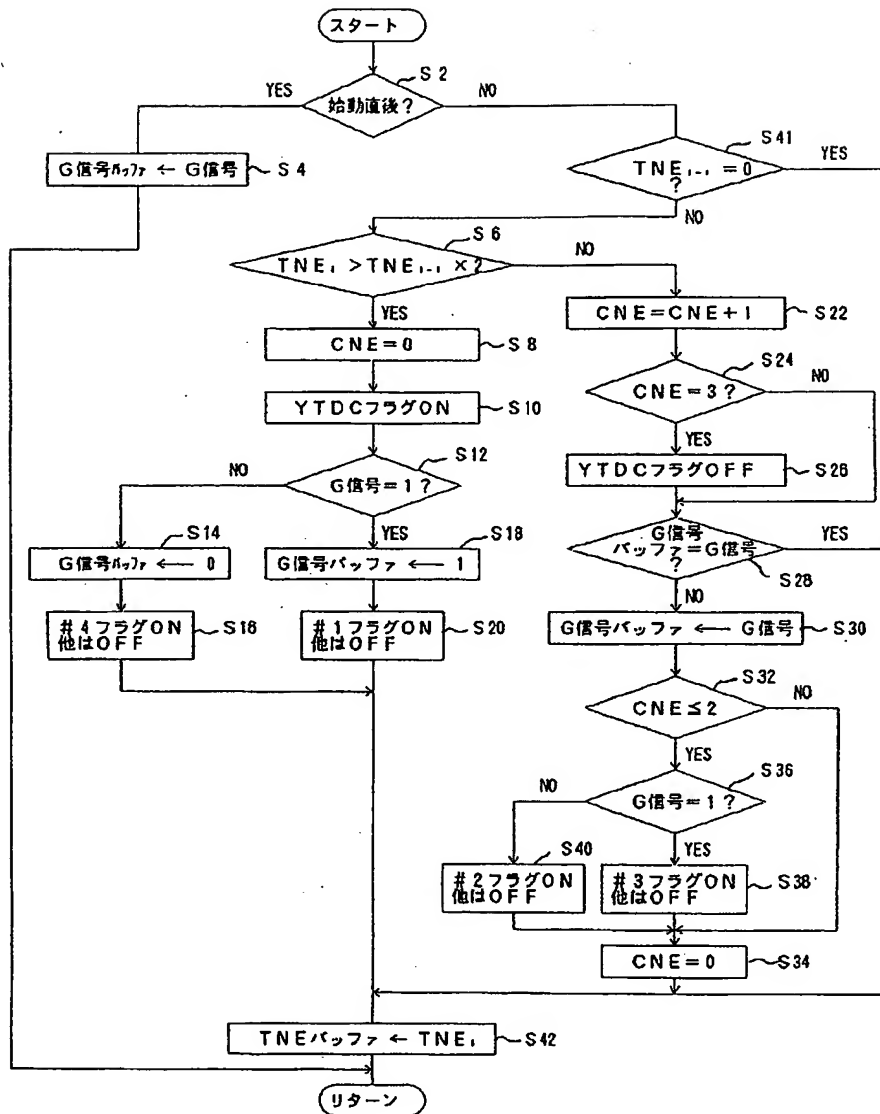 スタート
S2
YES
始動直後?
NO
S41
G信号バッファ ← G信号
S4
TNEi-1=0
?
YES
NO
S6
TNEi>TNEi-1×2
NO
YES
CNE=CNE+1
S22
CNE=0
S8
S24
YTDCフラグON
S10
CNE=3?
NO
S12
YES
NO
G信号=1?
YTDCフラグOFF
S26
S14
YES
S18
G信号
バッファ=G信号
?
YES
S28
G信号バッファ ← 0
G信号バッファ ← 1
NO
#4フラグON
他はOFF
S16
#1フラグON
他はOFF
S20
G信号バッファ ← G信号
S30
S32
CNE≦2
NO
YES
S36
NO
G信号=1?
S40
YES
#2フラグON
他はOFF
#3フラグON
他はOFF
S38
CNE=0
S34
TNEバッファ ← TNEi
S42
リターン